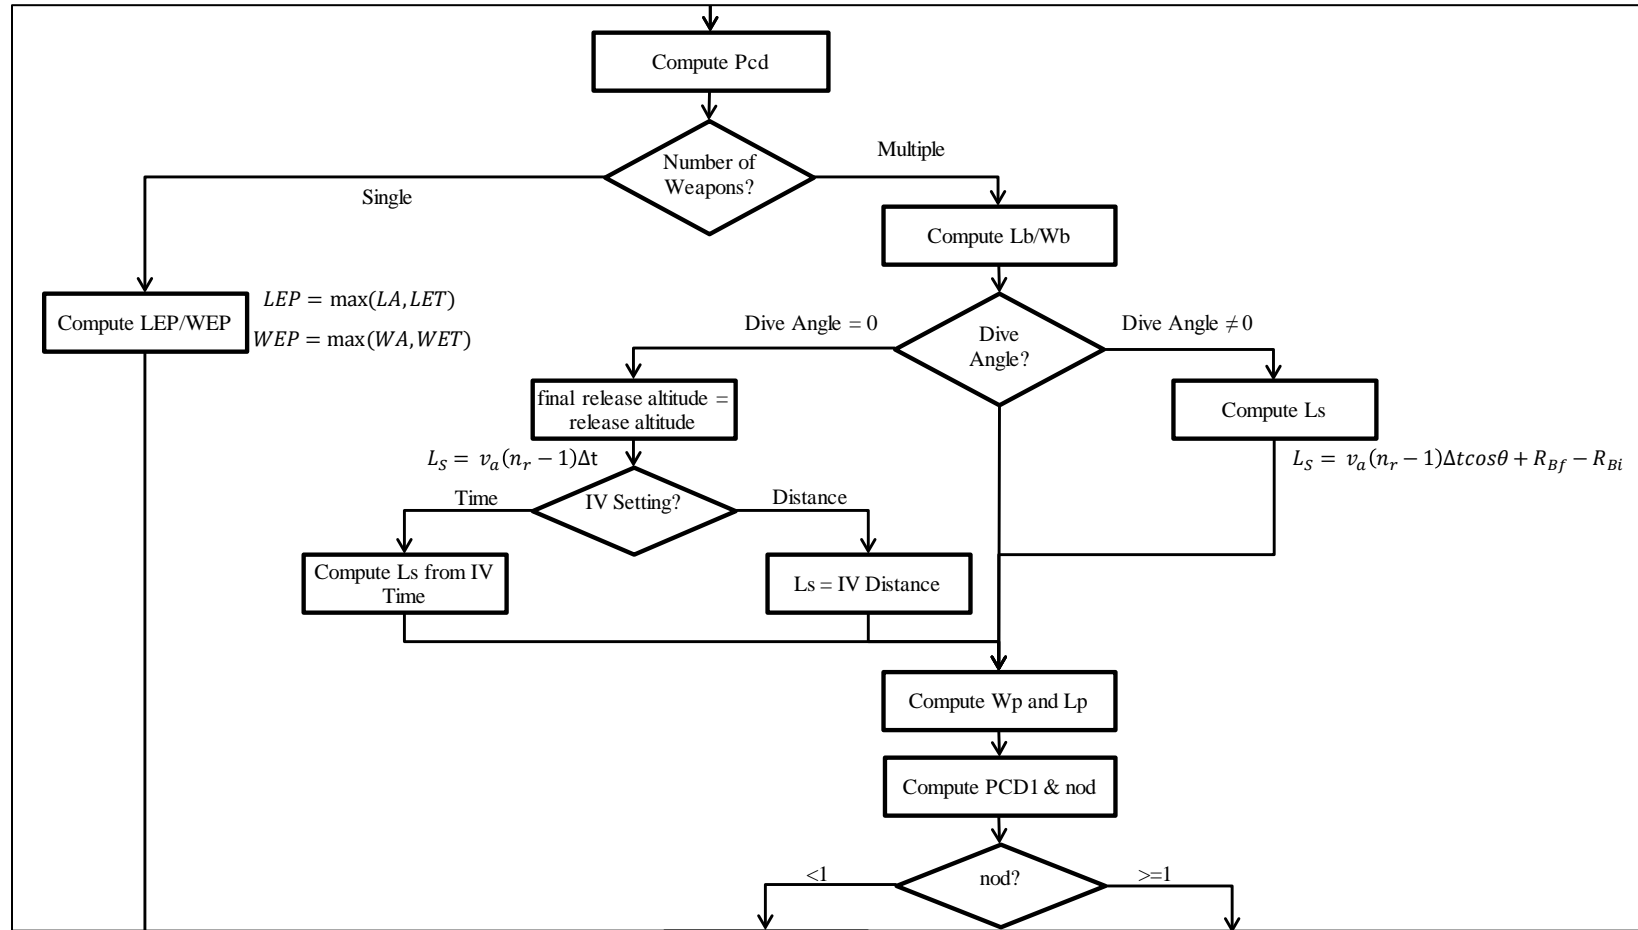 Compute Pcd
Number of
Weapons?
Multiple
Single
Compute Lb/Wb
Compute LEP/WEP
LEP = max(LA, LET)
WEP = max(WA, WET)
Dive Angle = 0
Dive
Angle?
Dive Angle ≠ 0
final release altitude =
release altitude
Compute Ls
L_S = v_a(n_r − 1)Δt
L_S = v_a(n_r − 1)Δtcosθ + R_Bf − R_Bi
Time
IV Setting?
Distance
Compute Ls from IV
Time
Ls = IV Distance
Compute Wp and Lp
Compute PCD1 & nod
<1
nod?
>=1